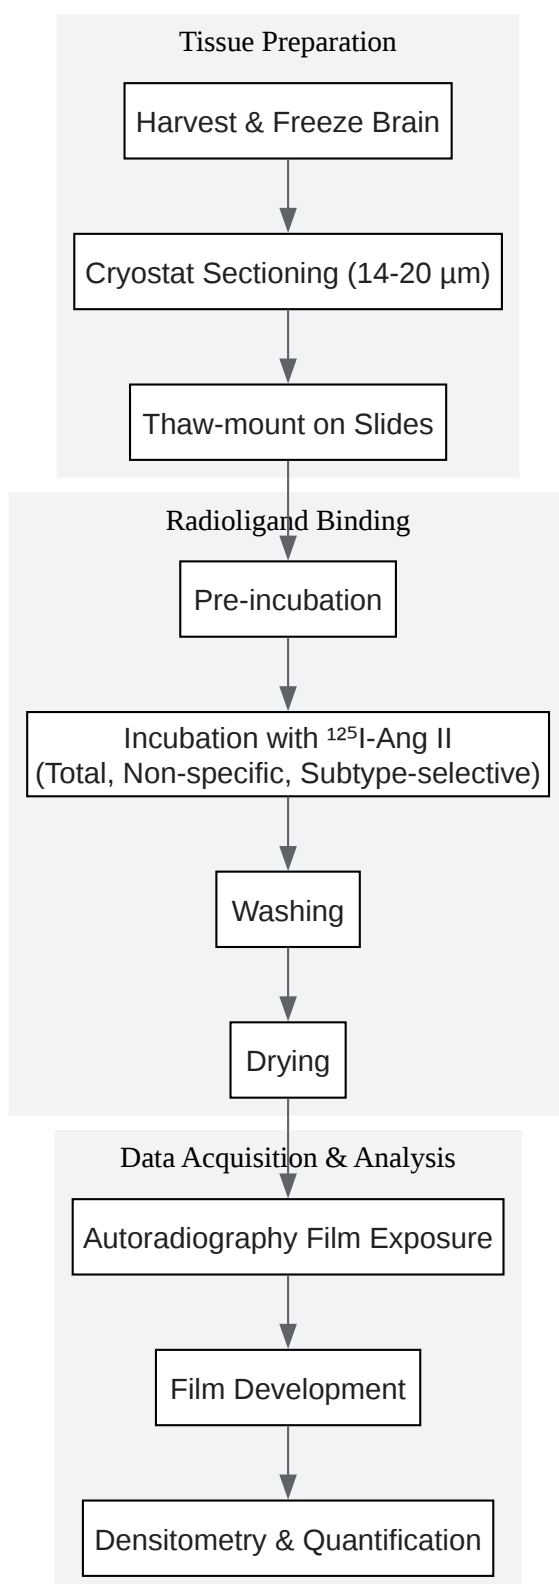 Tissue Preparation
Harvest & Freeze Brain
Cryostat Sectioning (14-20 µm)
Thaw-mount on Slides
Radioligand Binding
Pre-incubation
Incubation with ¹²⁵I-Ang II
(Total, Non-specific, Subtype-selective)
Washing
Drying
Data Acquisition & Analysis
Autoradiography Film Exposure
Film Development
Densitometry & Quantification